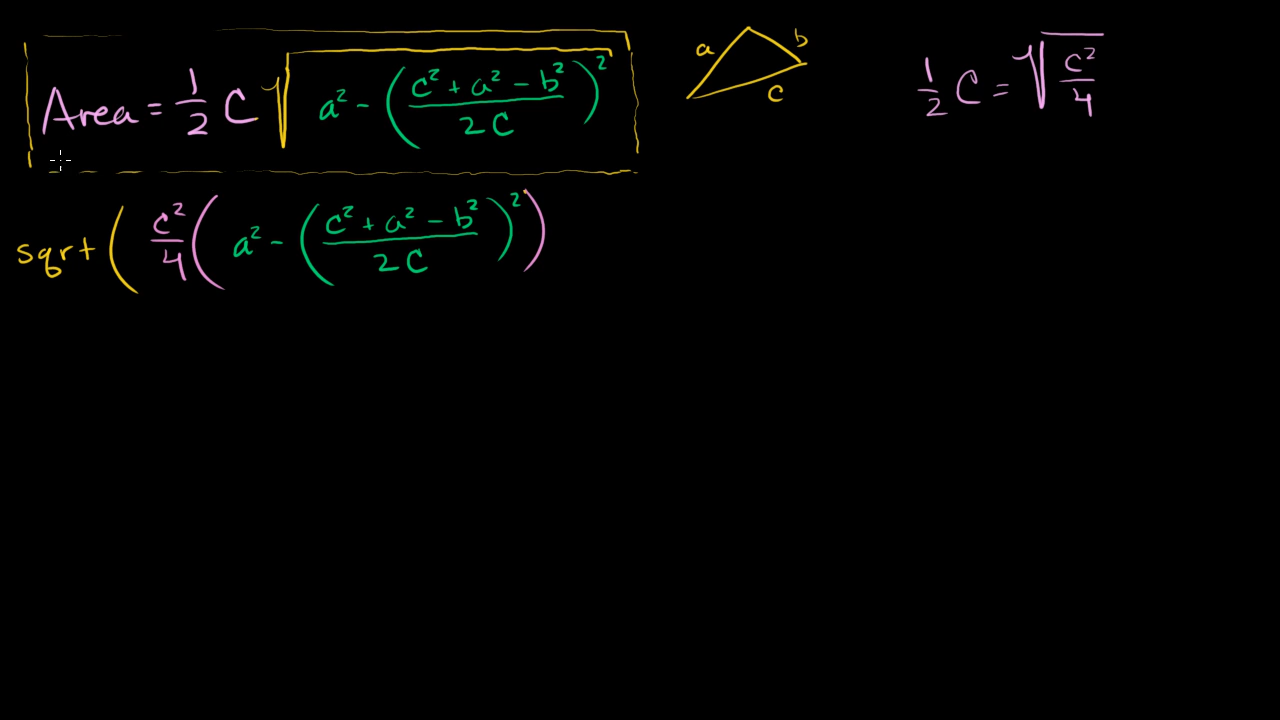 Area = 1/2 C √(a² - ((c² + a² - b²)/(2C))²)
a b c
1/2 C = √(c²/4)
sqrt ( c²/4 ( a² - ((c² + a² - b²)/(2C))² )